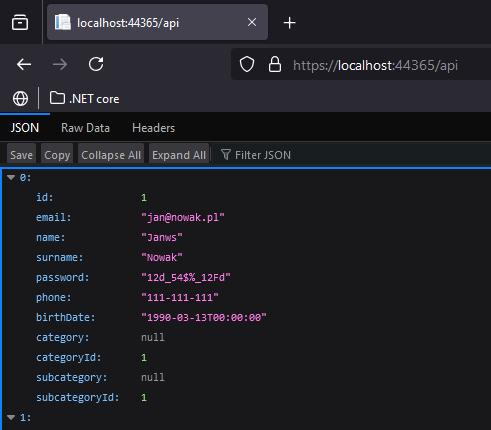 localhost:44365/api
https://localhost:44365/api
.NET core
JSON Raw Data Headers
Save Copy Collapse All Expand All Filter JSON
0:
id: 1
email: "jan@nowak.pl"
name: "Janws"
surname: "Nowak"
password: "12d_54$%_12Fd"
phone: "111-111-111"
birthDate: "1990-03-13T00:00:00"
category: null
categoryId: 1
subcategory: null
subcategoryId: 1
1: